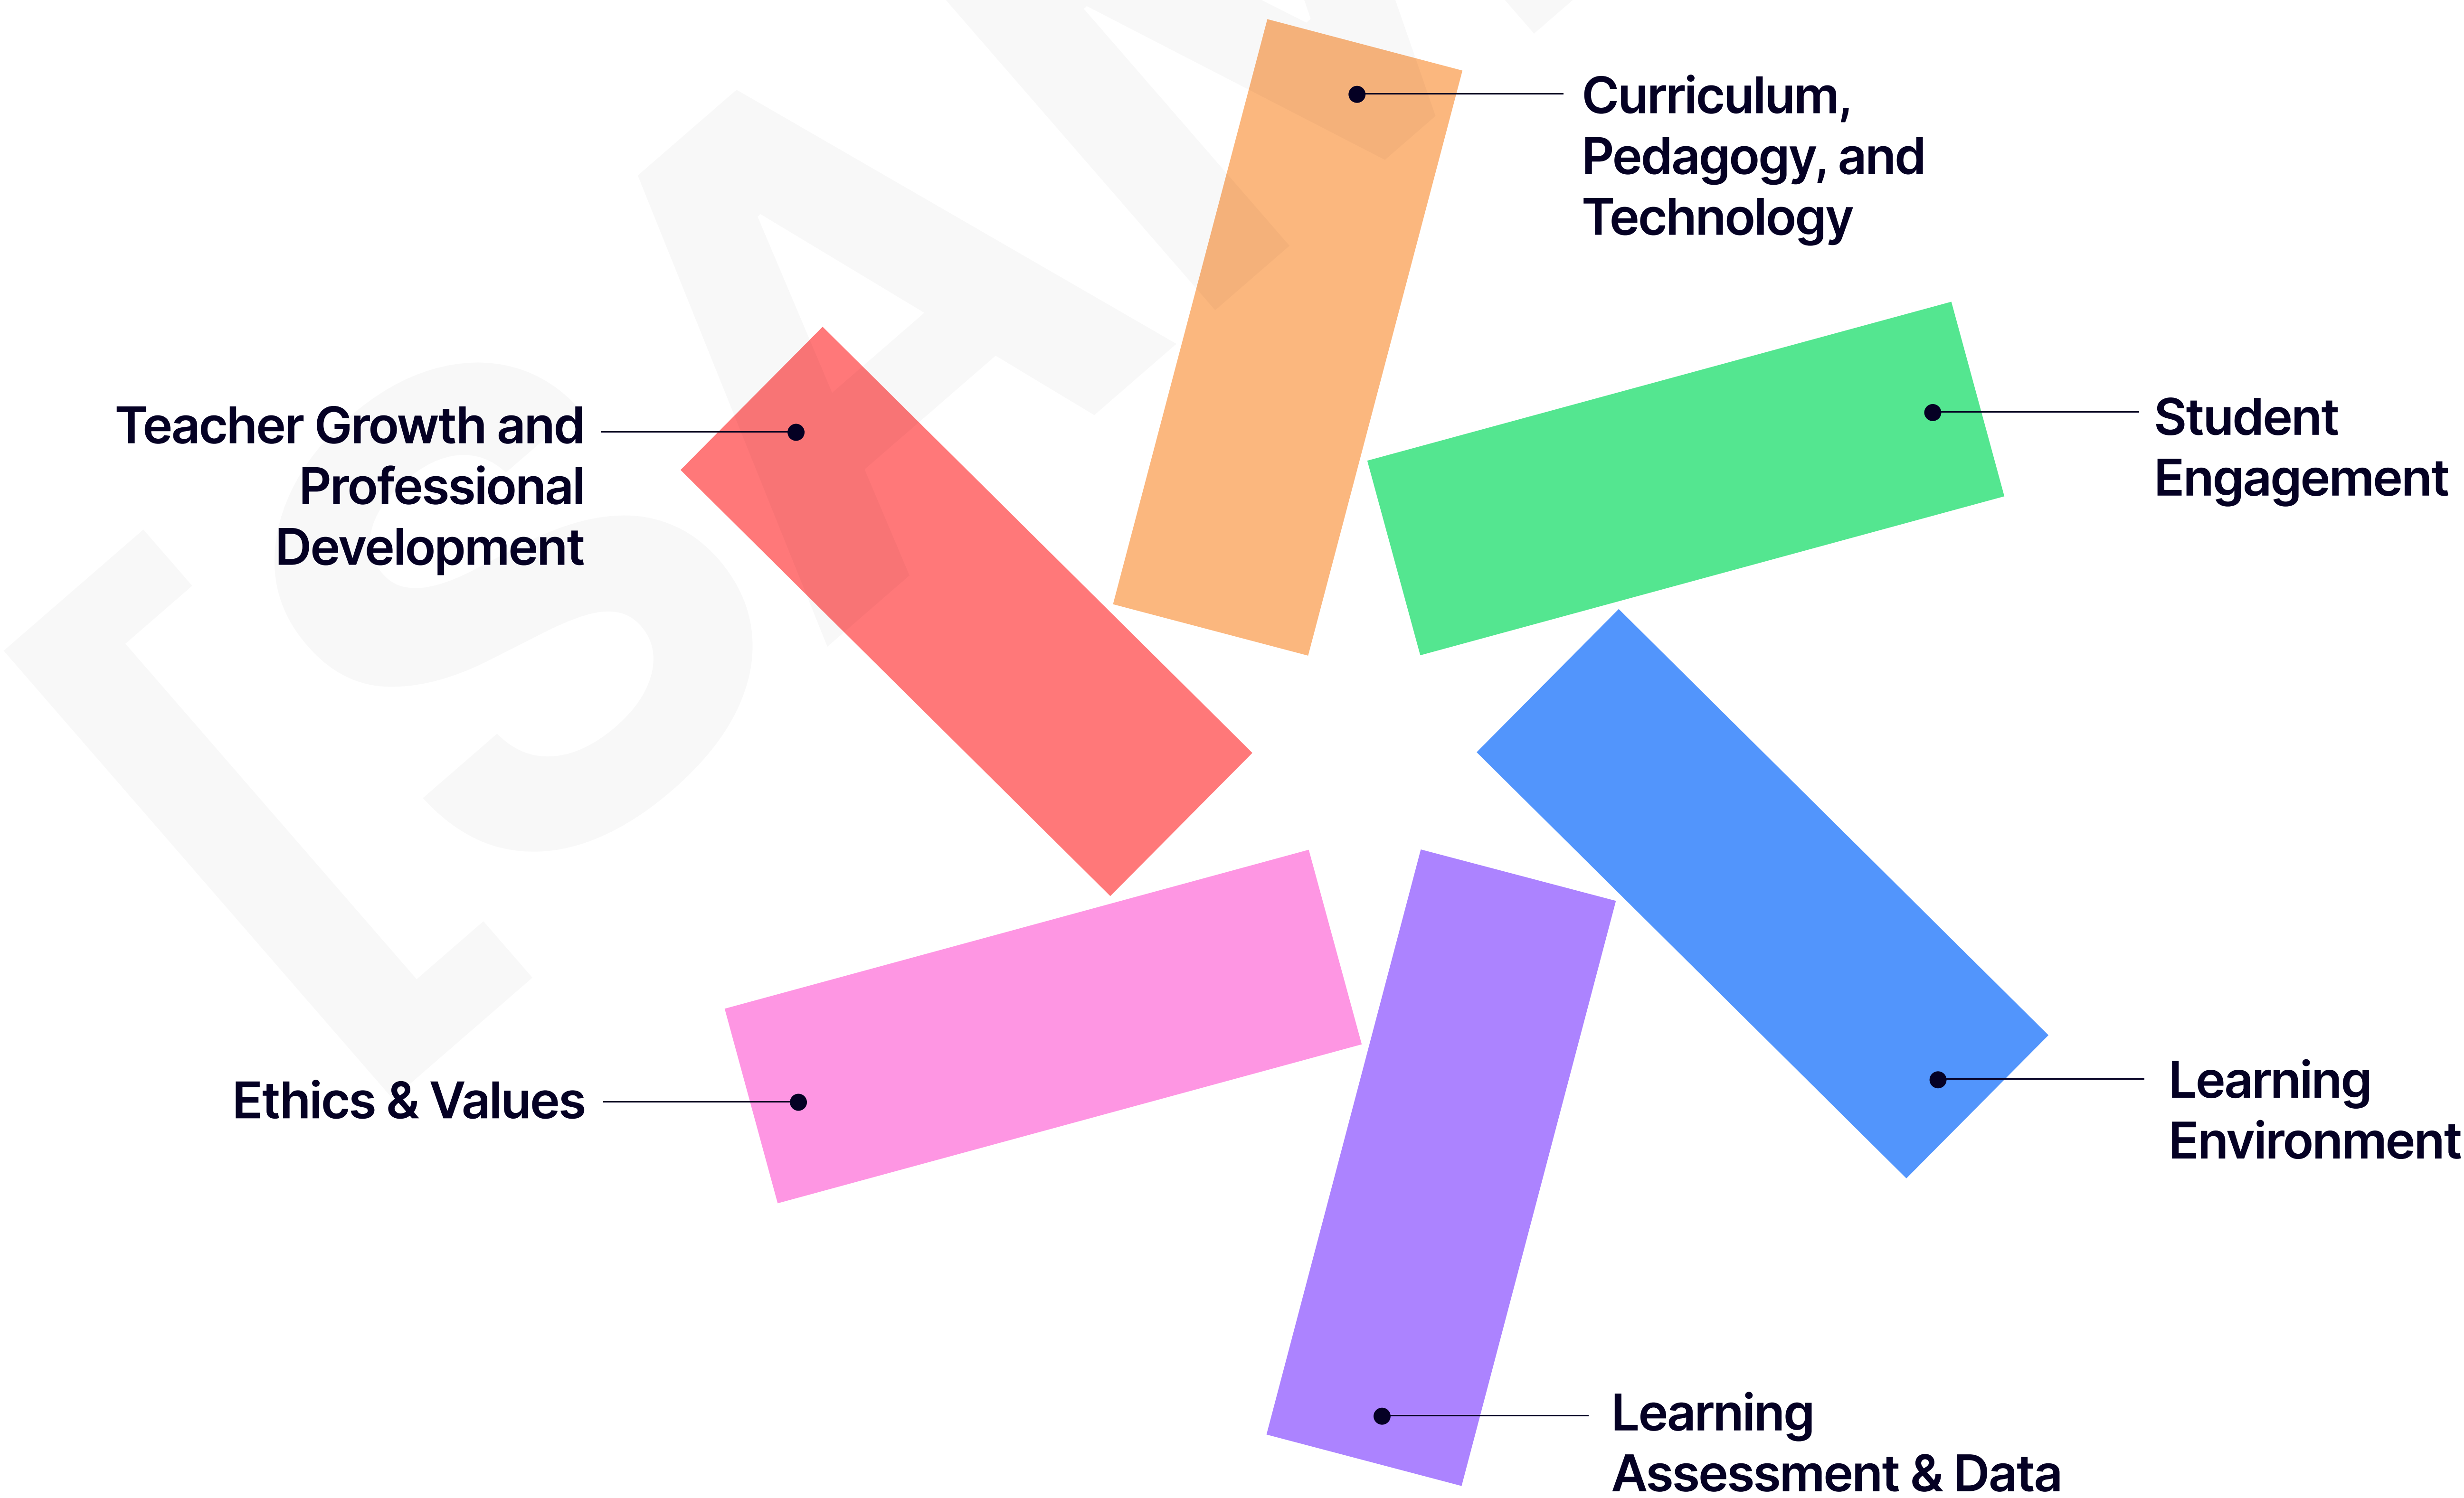 Curriculum,
Pedagogy, and
Technology
Student
Engagement
Teacher Growth and
Professional
Development
Learning
Environment
Ethics & Values
Learning
Assessment & Data